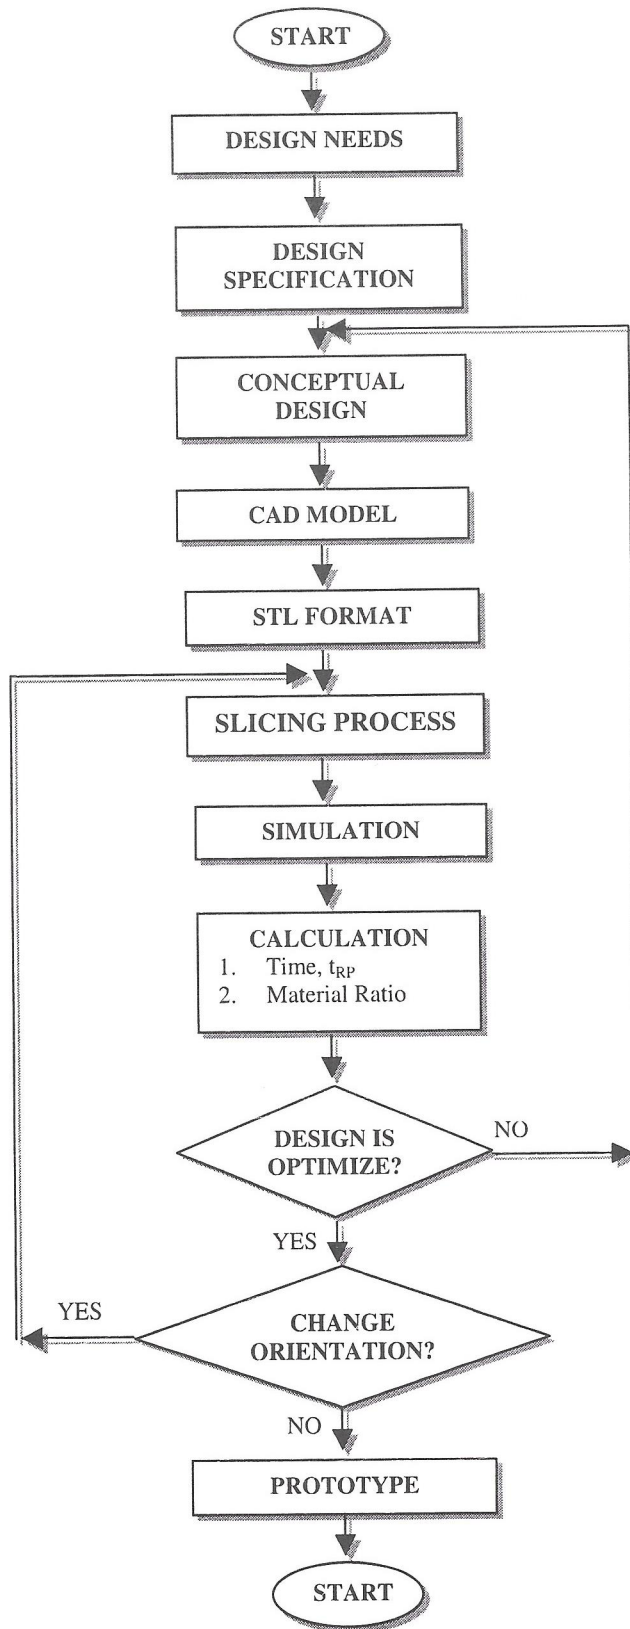 START
DESIGN NEEDS
DESIGN
SPECIFICATION
CONCEPTUAL
DESIGN
CAD MODEL
STL FORMAT
SLICING PROCESS
SIMULATION
CALCULATION
1. Time, tRP
2. Material Ratio
DESIGN IS
OPTIMIZE?
NO
YES
YES
CHANGE
ORIENTATION?
NO
PROTOTYPE
START